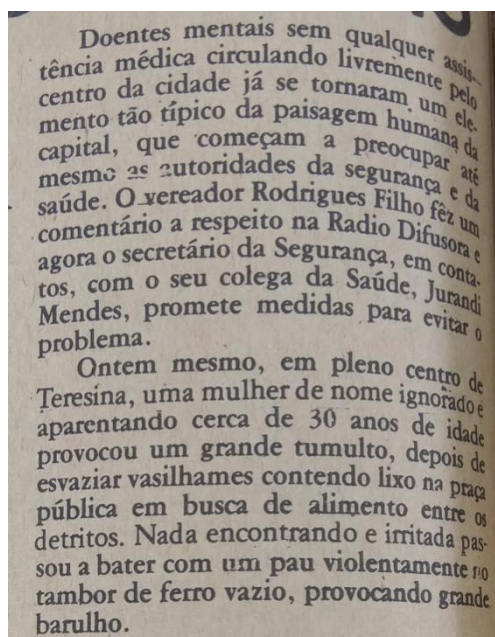 Doentes mentais sem qualquer assis-
tência médica circulando livremente pelo
centro da cidade já se tornaram um ele-
mento tão típico da paisagem humana da
capital, que começam a preocupar até
mesmo as autoridades da segurança e da
saúde. O vereador Rodrigues Filho fêz um
comentário a respeito na Radio Difusora e
agora o secretário da Segurança, em conta-
tos, com o seu colega da Saúde, Jurandi
Mendes, promete medidas para evitar o
problema.
Ontem mesmo, em pleno centro de
Teresina, uma mulher de nome ignorado e
aparentando cerca de 30 anos de idade
provocou um grande tumulto, depois de
esvaziar vasilhames contendo lixo na praça
pública em busca de alimento entre os
detritos. Nada encontrando e irritada pas-
sou a bater com um pau violentamente no
tambor de ferro vazio, provocando grande
barulho.